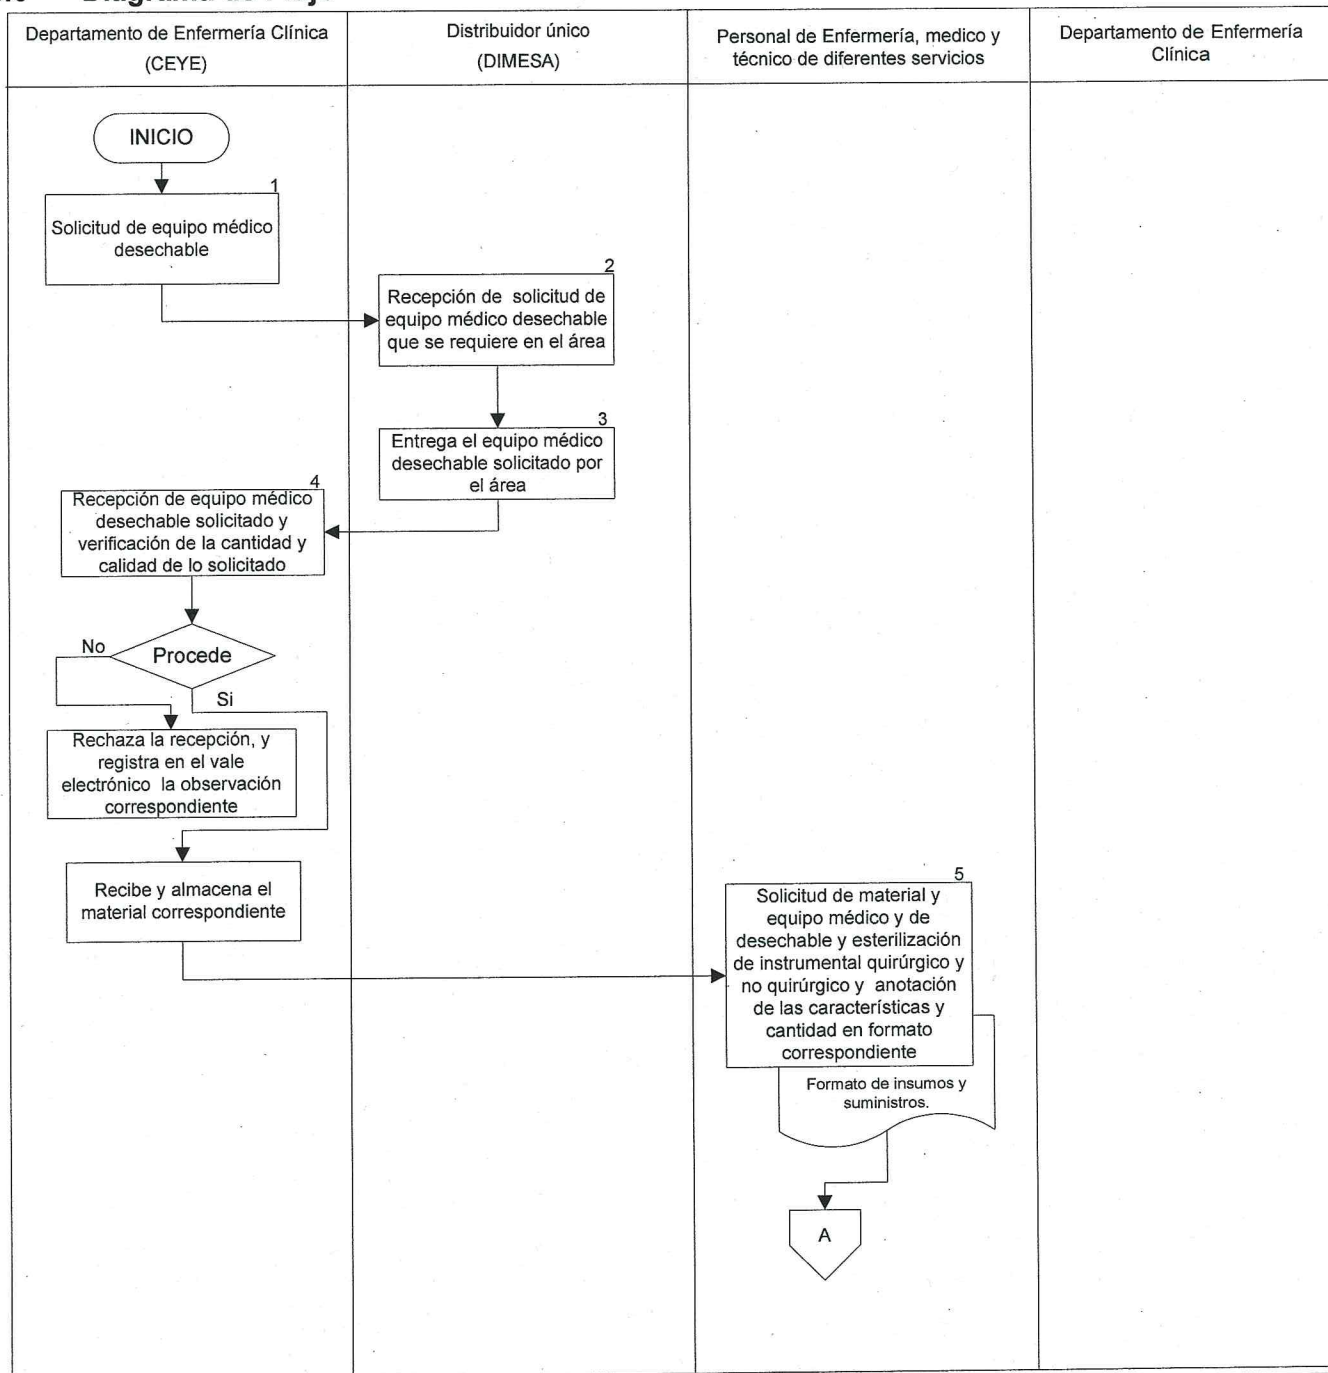 Departamento de Enfermería Clínica
(CEYE)
Distribuidor único
(DIMESA)
Personal de Enfermería, medico y
técnico de diferentes servicios
Departamento de Enfermería
Clínica
INICIO
1
Solicitud de equipo médico
desechable
2
Recepción de solicitud de
equipo médico desechable
que se requiere en el área
3
Entrega el equipo médico
desechable solicitado por
el área
4
Recepción de equipo médico
desechable solicitado y
verificación de la cantidad y
calidad de lo solicitado
No
Procede
Si
Rechaza la recepción, y
registra en el vale
electrónico la observación
correspondiente
Recibe y almacena el
material correspondiente
5
Solicitud de material y
equipo médico y de
desechable y esterilización
de instrumental quirúrgico y
no quirúrgico y anotación
de las características y
cantidad en formato
correspondiente
Formato de insumos y
suministros.
A